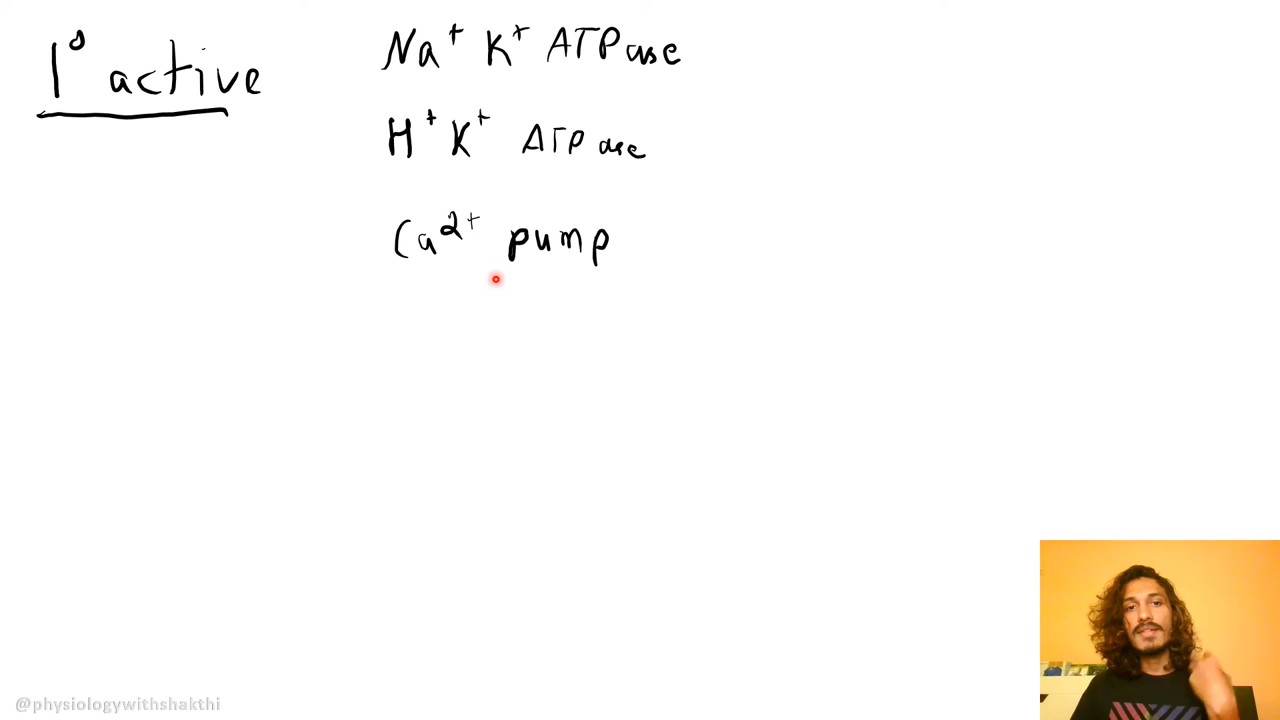 1° active
Na⁺ K⁺ ATPase
H⁺ K⁺ ATPase
Ca²⁺ pump
@physiologywithshakthi